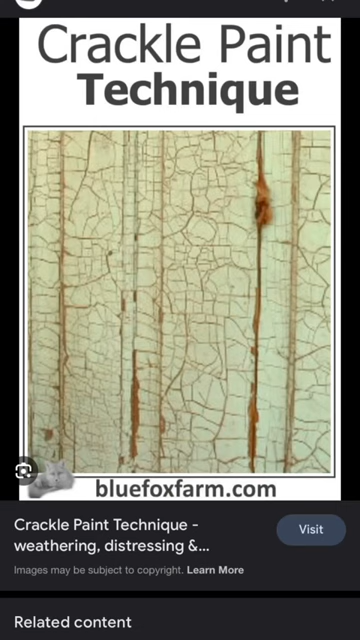 Crackle Paint
Technique
bluefoxfarm.com
Crackle Paint Technique -
weathering, distressing &...
Visit
Images may be subject to copyright. Learn More
Related content